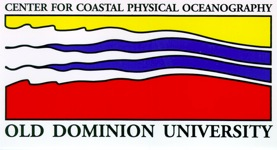 CENTER FOR COASTAL PHYSICAL OCEANOGRAPHY
OLD DOMINION UNIVERSITY